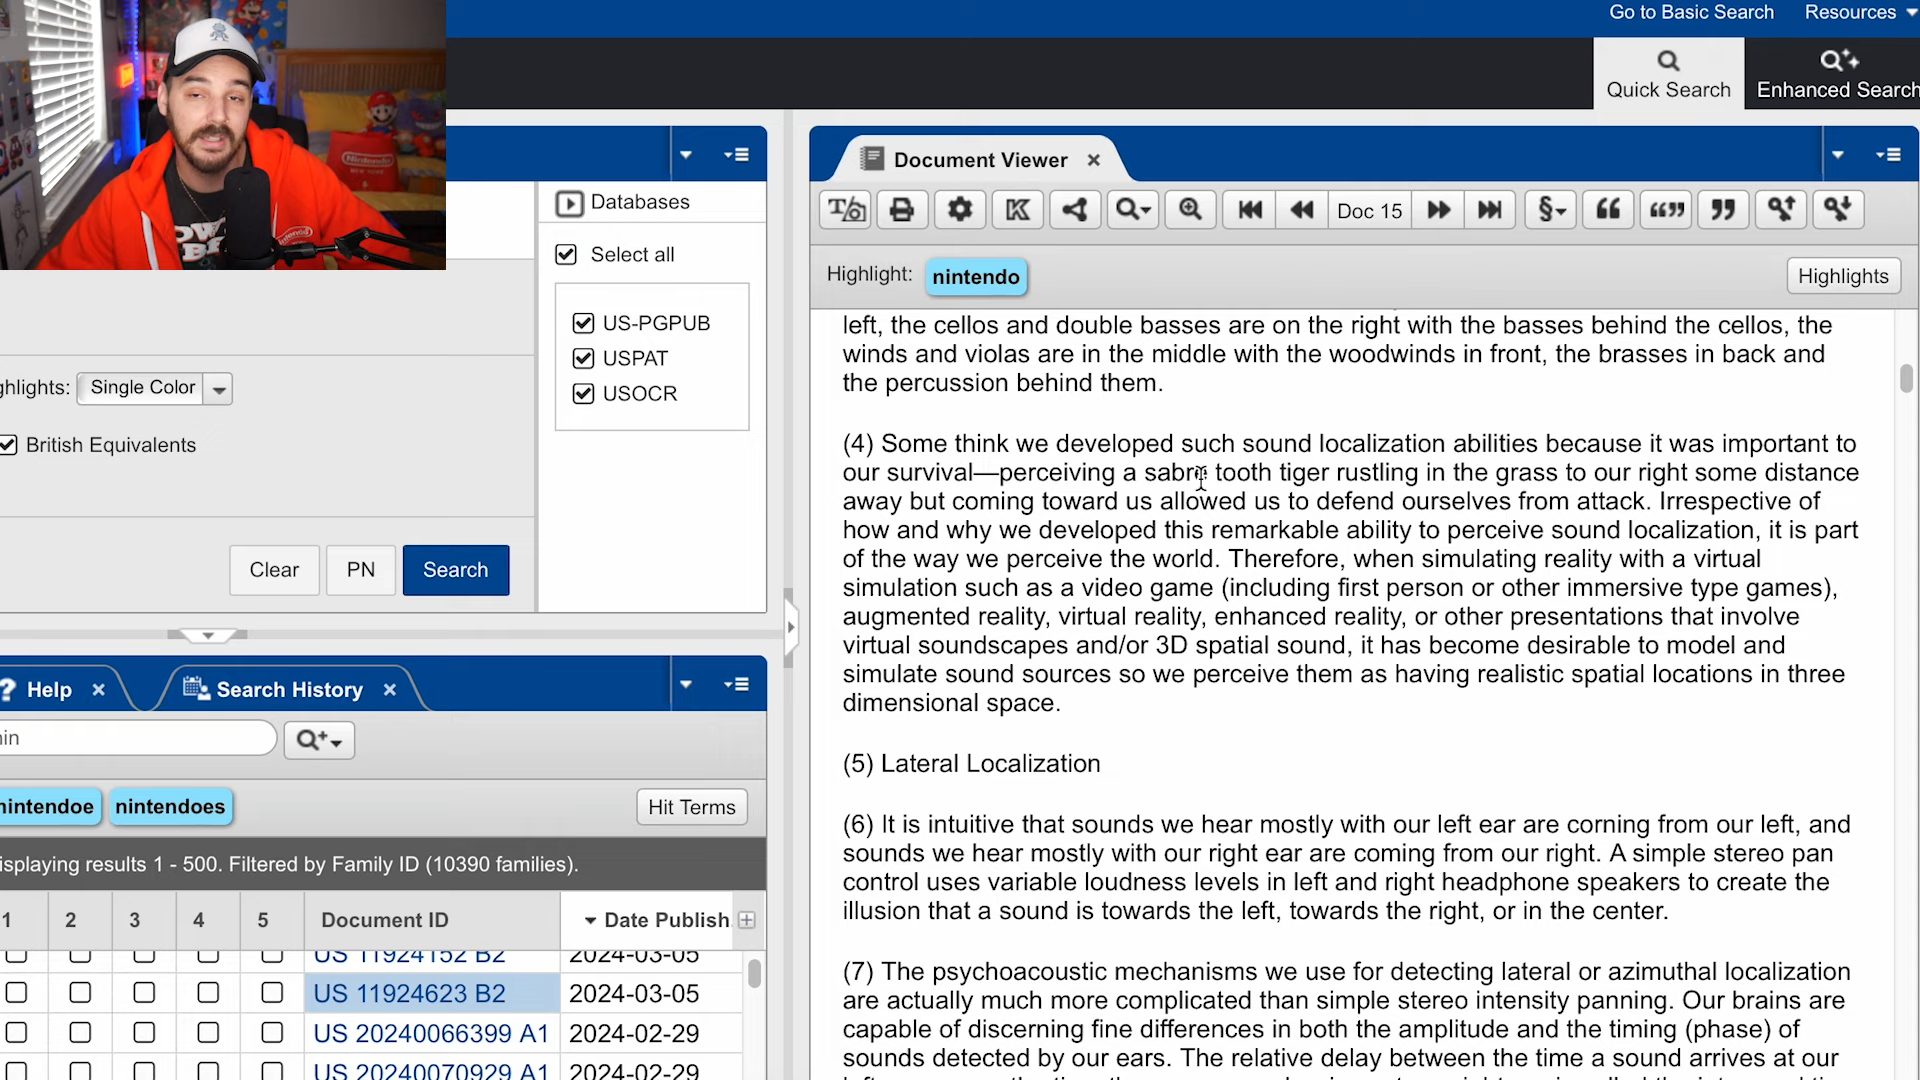 Go to Basic Search Resources
Quick Search
Enhanced Search
Nintendo
NEW YORK
Databases
Select all
US-PGPUB
USPAT
USOCR
ghlights: Single Color
British Equivalents
Clear PN Search
Help
Search History
nintendoe nintendoes Hit Terms
isplaying results 1 - 500. Filtered by Family ID (10390 families).
1 2 3 4 5 Document ID Date Publish
US 11924152 B2 2024-03-05
US 11924623 B2 2024-03-05
US 20240066399 A1 2024-02-29
US 20240070929 A1 2024-02-29
Document Viewer
Doc 15
Highlight: nintendo Highlights
left, the cellos and double basses are on the right with the basses behind the cellos, the
winds and violas are in the middle with the woodwinds in front, the brasses in back and
the percussion behind them.
(4) Some think we developed such sound localization abilities because it was important to
our survival—perceiving a sabre tooth tiger rustling in the grass to our right some distance
away but coming toward us allowed us to defend ourselves from attack. Irrespective of
how and why we developed this remarkable ability to perceive sound localization, it is part
of the way we perceive the world. Therefore, when simulating reality with a virtual
simulation such as a video game (including first person or other immersive type games),
augmented reality, virtual reality, enhanced reality, or other presentations that involve
virtual soundscapes and/or 3D spatial sound, it has become desirable to model and
simulate sound sources so we perceive them as having realistic spatial locations in three
dimensional space.
(5) Lateral Localization
(6) It is intuitive that sounds we hear mostly with our left ear are corning from our left, and
sounds we hear mostly with our right ear are coming from our right. A simple stereo pan
control uses variable loudness levels in left and right headphone speakers to create the
illusion that a sound is towards the left, towards the right, or in the center.
(7) The psychoacoustic mechanisms we use for detecting lateral or azimuthal localization
are actually much more complicated than simple stereo intensity panning. Our brains are
capable of discerning fine differences in both the amplitude and the timing (phase) of
sounds detected by our ears. The relative delay between the time a sound arrives at our